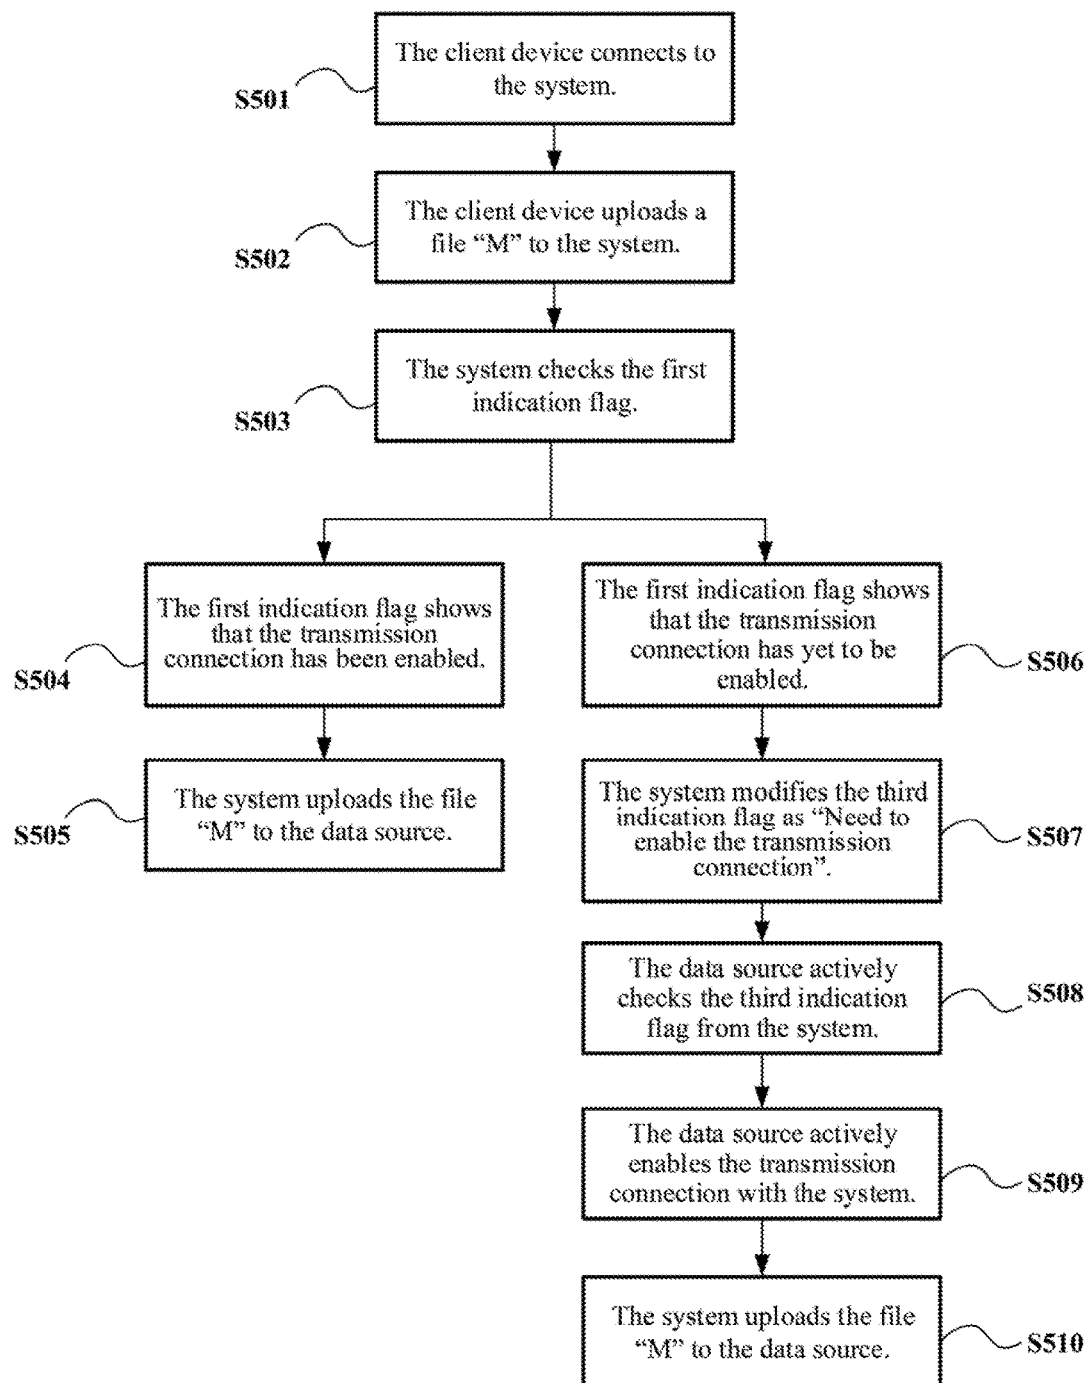 The client device connects to
the system.
S501
The client device uploads a
file “M” to the system.
S502
The system checks the first
indication flag.
S503
The first indication flag shows
that the transmission
connection has been enabled.
S504
The system uploads the file
“M” to the data source.
S505
The first indication flag shows
that the transmission
connection has yet to be
enabled.
S506
The system modifies the third
indication flag as “Need to
enable the transmission
connection”.
S507
The data source actively
checks the third indication
flag from the system.
S508
The data source actively
enables the transmission
connection with the system.
S509
The system uploads the file
“M” to the data source.
S510